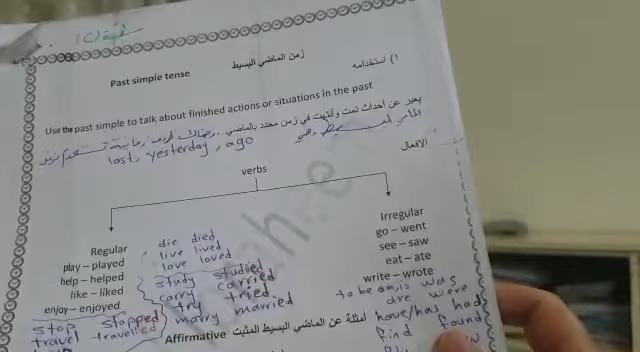 (C)
Past simple tense زمن الماضي البسيط
١) استخدامه
Use the past simple to talk about finished actions or situations in the past
يعبر عن أحداث تمت وانتهت في زمن محدد بالماضي
last, yesterday, ago
الافعال
verbs
Regular
play – played
help – helped
like – liked
enjoy – enjoyed
stop stopped
travel travelled
die died
live lived
love loved
study studied
carry carried
try tried
marry married
Irregular
go – went
see – saw
eat – ate
write – wrote
to be am, is was
are were
have/has had
find found
Affirmative امثلة عن الماضي البسيط المثبت